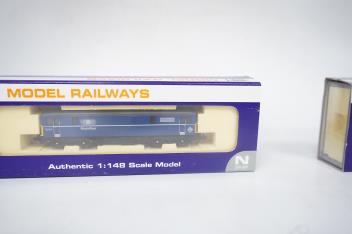 MODEL RAILWAYS
Authentic 1:148 Scale Model
N